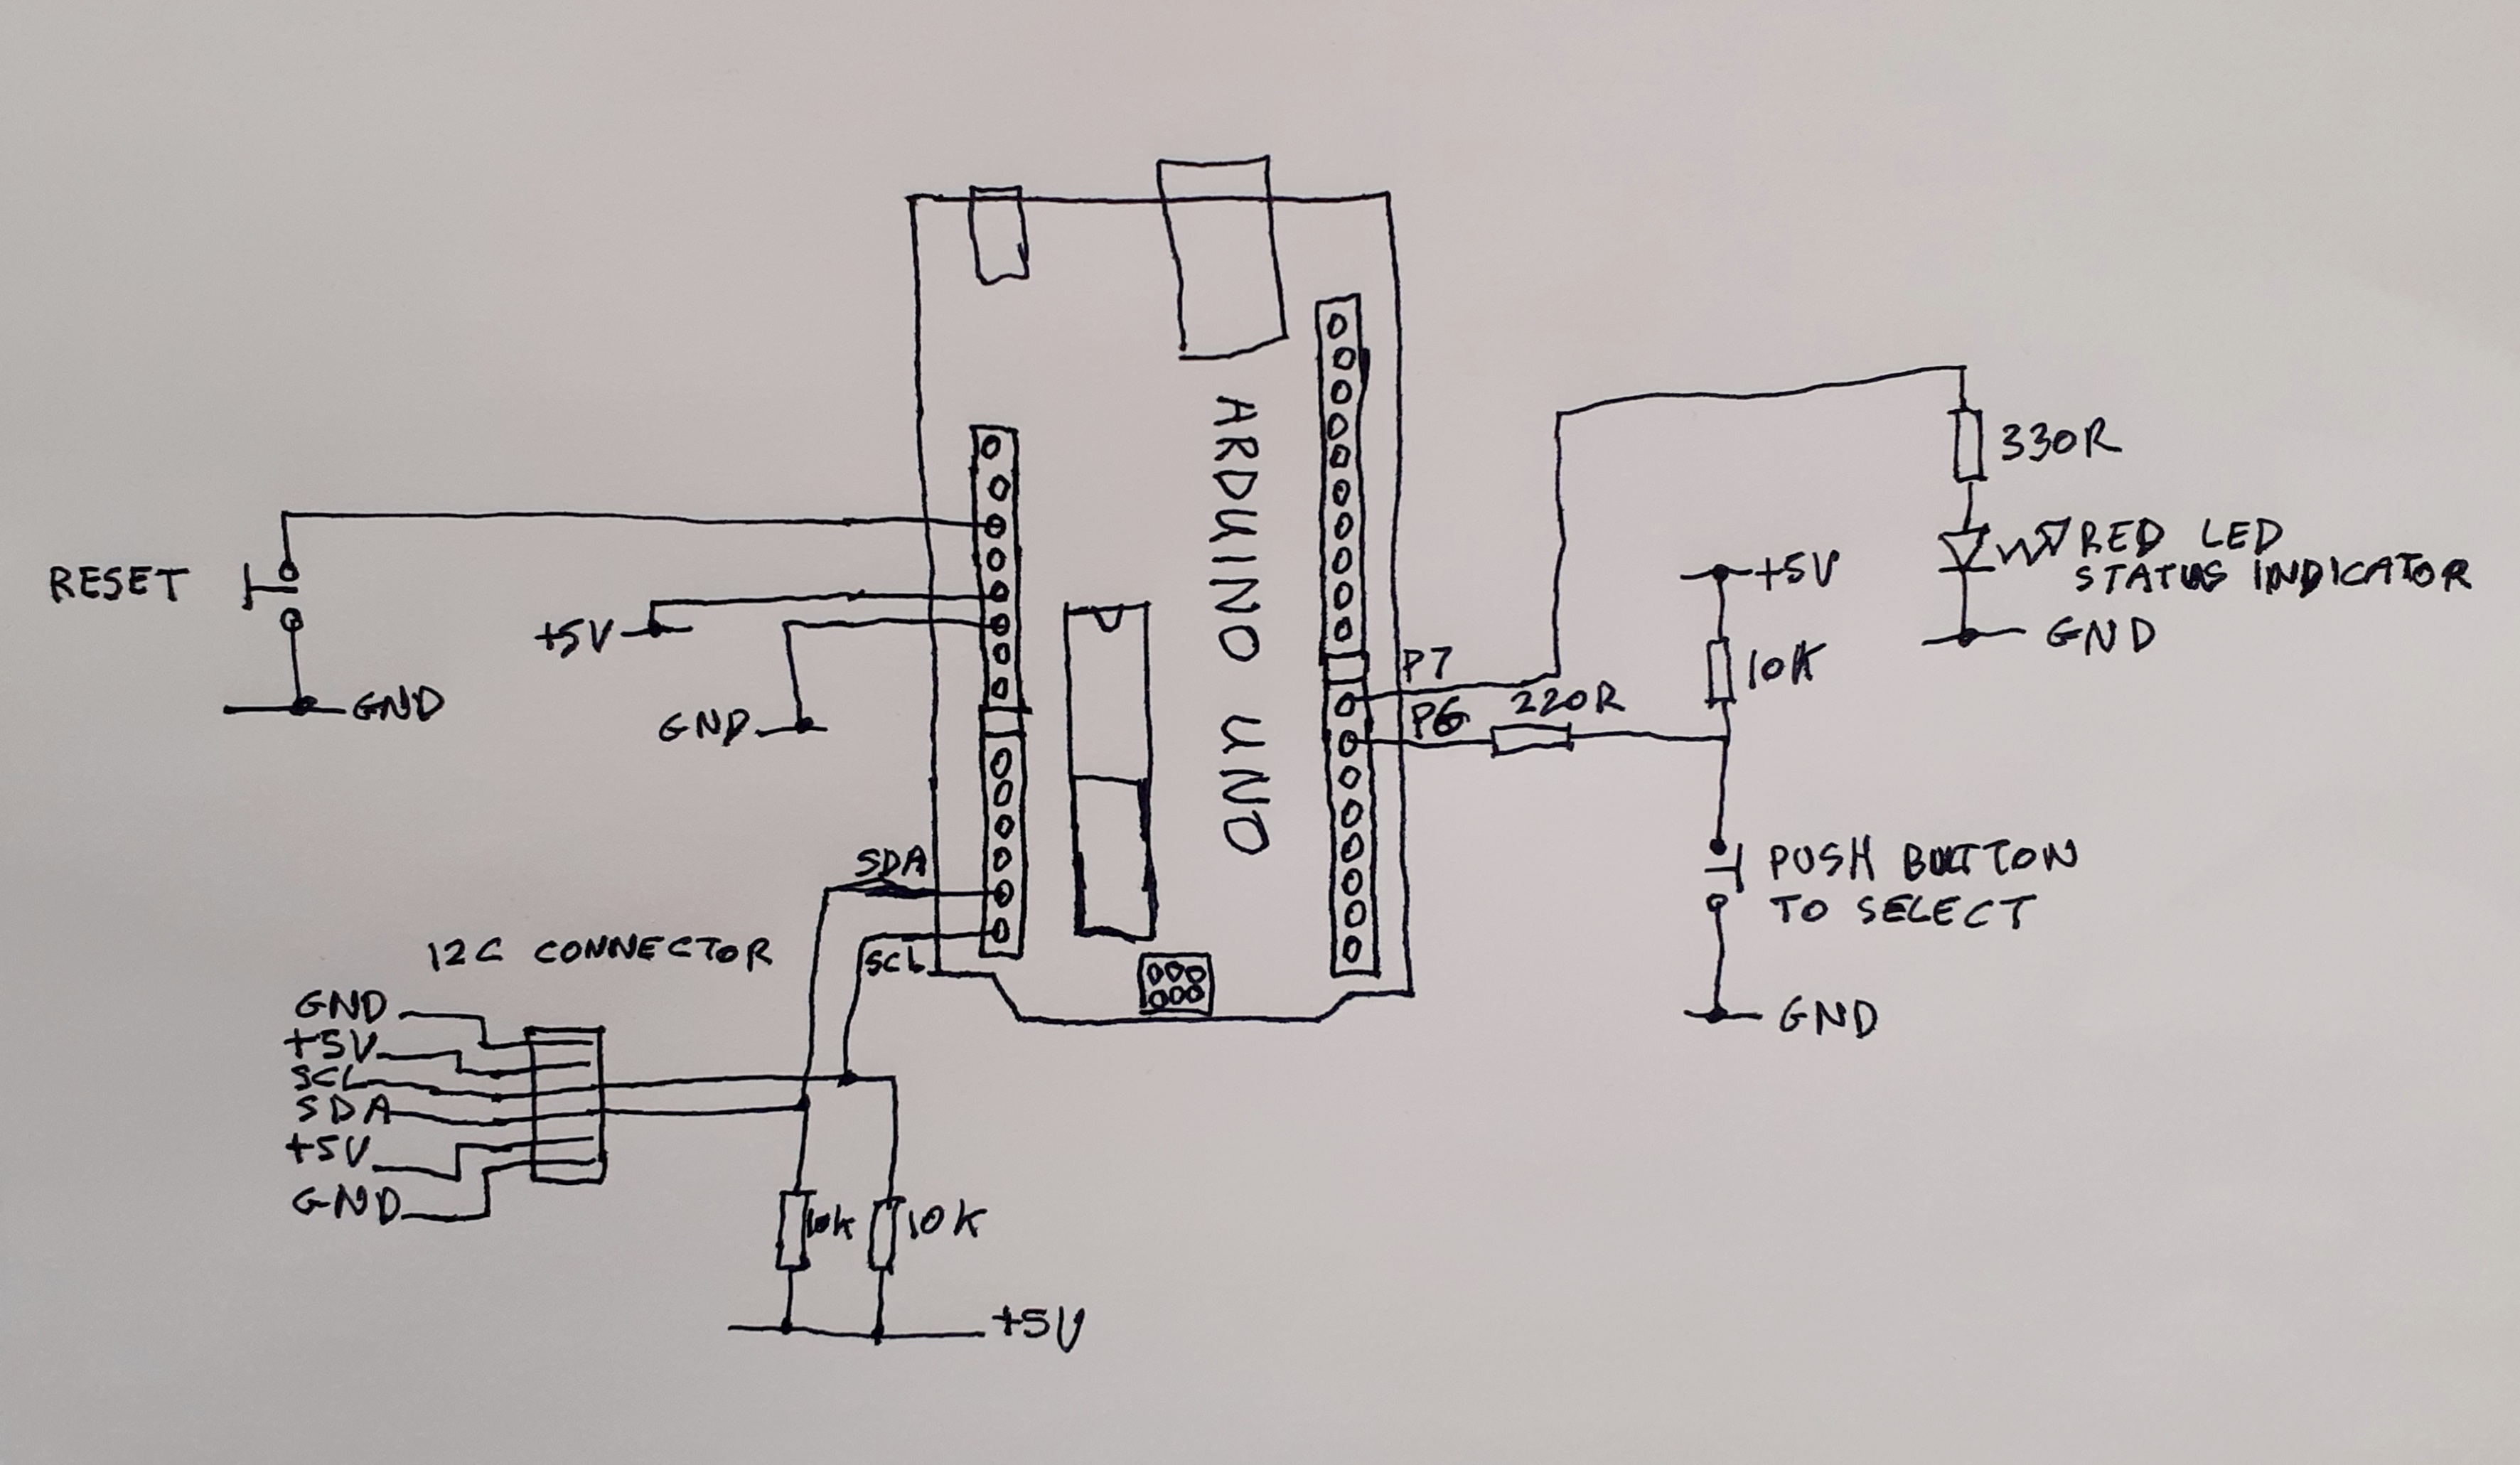 ARDUINO UNO
RESET
GND
+5V
GND
SDA
SCL
I2C CONNECTOR
GND
+5V
SCL
SDA
+5V
GND
10K
10K
+5V
P7
P6
220R
330R
RED LED
STATUS INDICATOR
GND
+5V
10K
PUSH BUTTON
TO SELECT
GND